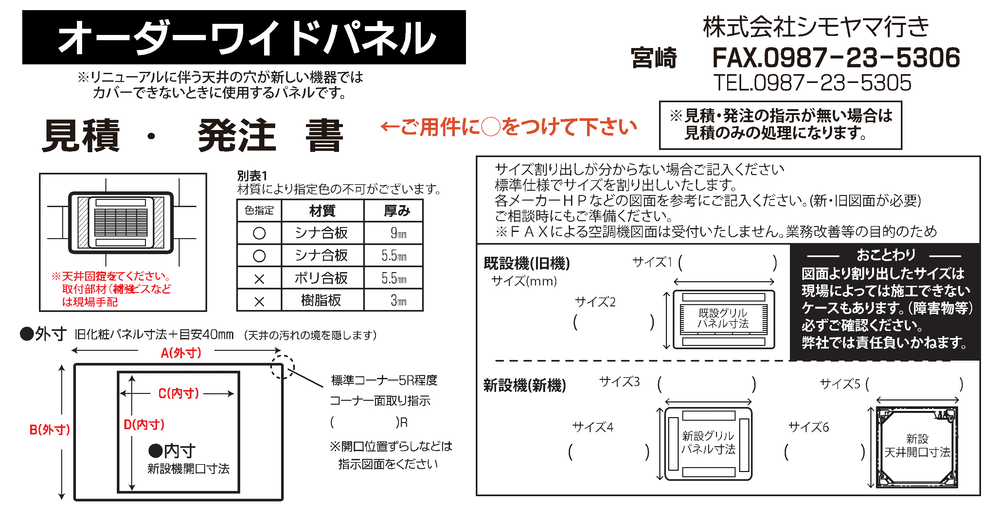 オーダーワイドパネル
※リニューアルに伴う天井の穴が新しい機器では
カバーできないときに使用するパネルです。
株式会社シモヤマ行き
宮崎 FAX.0987-23-5306
TEL.0987-23-5305
見積・発注書
←ご用件に○をつけて下さい
※見積・発注の指示が無い場合は
見積のみの処理になります。
※天井固定を行ってください。
取付部材（補強材・ビスなど
は現場手配
別表1
材質により指定色の不可がございます。
色指定 材質 厚み
○ シナ合板 9㎜
○ シナ合板 5.5㎜
× ポリ合板 5.5㎜
× 樹脂板 3㎜
●外寸 旧化粧パネル寸法＋目安40mm （天井の汚れの境を隠します）
A(外寸)
B(外寸)
C(内寸)
D(内寸)
●内寸
新設機開口寸法
標準コーナー5R程度
コーナー面取り指示
( )R
※開口位置ずらしなどは
指示図面をください
サイズ割り出しが分からない場合ご記入ください
標準仕様でサイズを割り出しいたします。
各メーカーＨＰなどの図面を参考にご記入ください。(新・旧図面が必要)
ご相談時にもご準備ください。
※ＦＡＸによる空調機図面は受付いたしません。業務改善等の目的のため
既設機(旧機)
サイズ(mm)
サイズ1 ( )
サイズ2
( )
既設グリル
パネル寸法
おことわり
図面より割り出したサイズは
現場によっては施工できない
ケースもあります。（障害物等）
必ずご確認ください。
弊社では責任負いかねます。
新設機(新機)
サイズ3 ( )
サイズ4
( )
新設グリル
パネル寸法
サイズ5 ( )
サイズ6
( )
新設
天井開口寸法